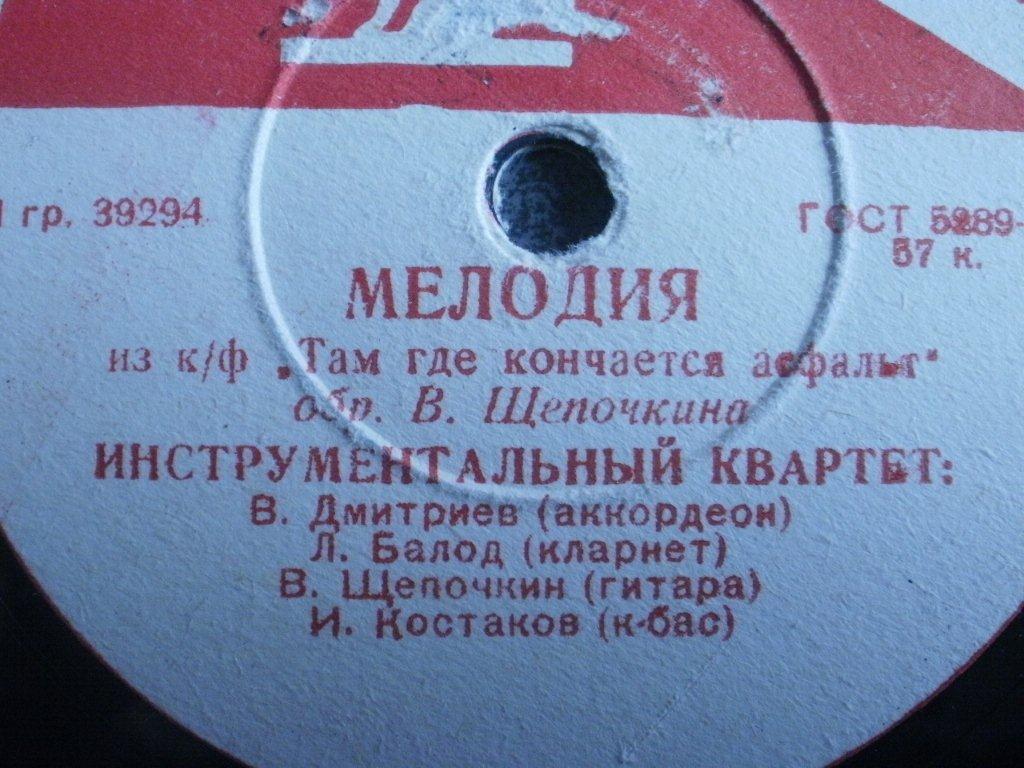 гр. 39294
ГОСТ 5289-
57 к.
МЕЛОДИЯ
из к/ф „Там где кончается асфальт"
обр. В. Щепочкина
ИНСТРУМЕНТАЛЬНЫЙ КВАРТЕТ:
В. Дмитриев (аккордеон)
Л. Балод (кларнет)
В. Щепочкин (гитара)
И. Костаков (к-бас)